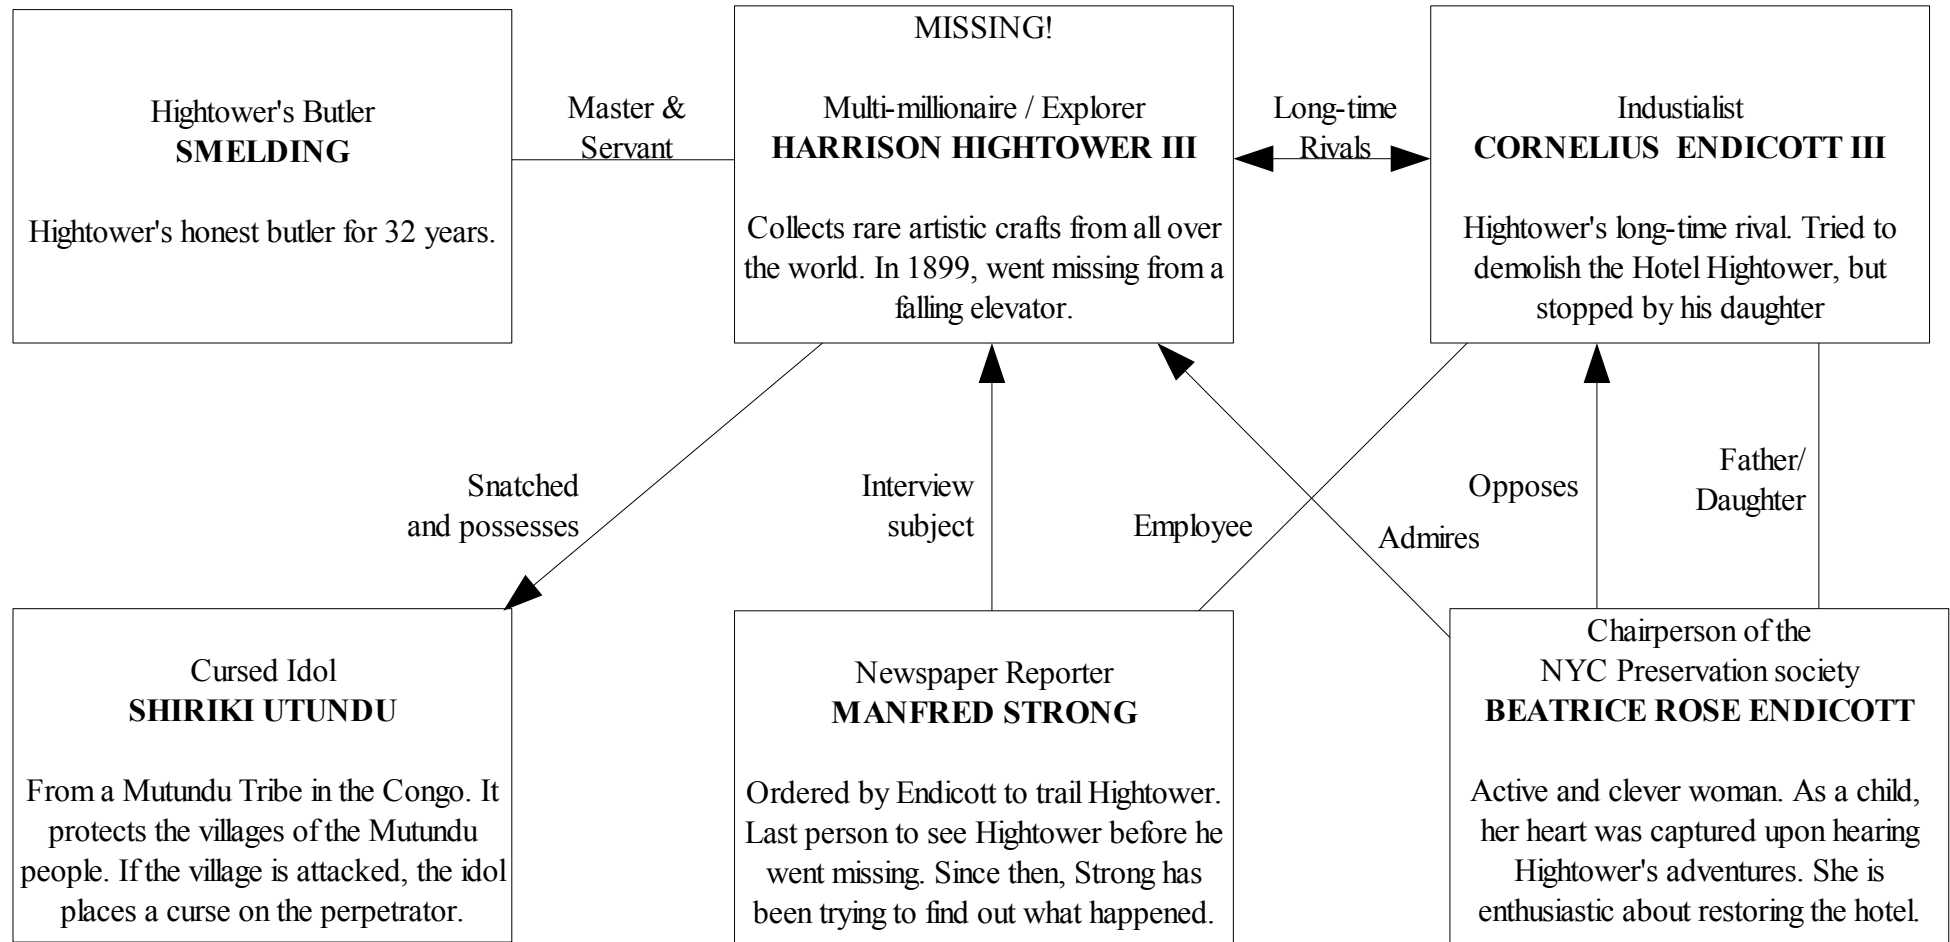 Hightower's Butler
SMELDING
Hightower's honest butler for 32 years.
Master &
Servant
MISSING!
Multi-millionaire / Explorer
HARRISON HIGHTOWER III
Collects rare artistic crafts from all over
the world. In 1899, went missing from a
falling elevator.
Long-time
Rivals
Industialist
CORNELIUS ENDICOTT III
Hightower's long-time rival. Tried to
demolish the Hotel Hightower, but
stopped by his daughter
Snatched
and possesses
Interview
subject
Employee
Admires
Opposes
Father/
Daughter
Cursed Idol
SHIRIKI UTUNDU
From a Mutundu Tribe in the Congo. It
protects the villages of the Mutundu
people. If the village is attacked, the idol
places a curse on the perpetrator.
Newspaper Reporter
MANFRED STRONG
Ordered by Endicott to trail Hightower.
Last person to see Hightower before he
went missing. Since then, Strong has
been trying to find out what happened.
Chairperson of the
NYC Preservation society
BEATRICE ROSE ENDICOTT
Active and clever woman. As a child,
her heart was captured upon hearing
Hightower's adventures. She is
enthusiastic about restoring the hotel.